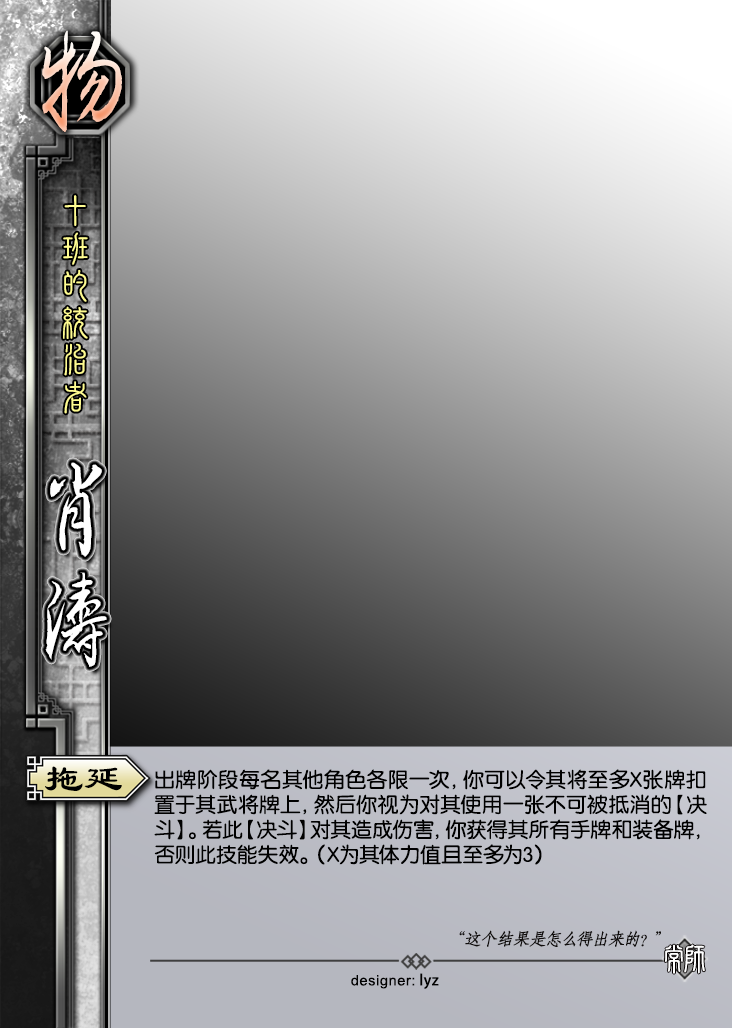 物
十班的統治者
肖濤
拖延
出牌阶段每名其他角色各限一次，你可以令其将至多X张牌扣
置于其武将牌上，然后你视为对其使用一张不可被抵消的【决
斗】。若此【决斗】对其造成伤害，你获得其所有手牌和装备牌，
否则此技能失效。（X为其体力值且至多为3）
“这个结果是怎么得出来的？”
常师
designer: lyz